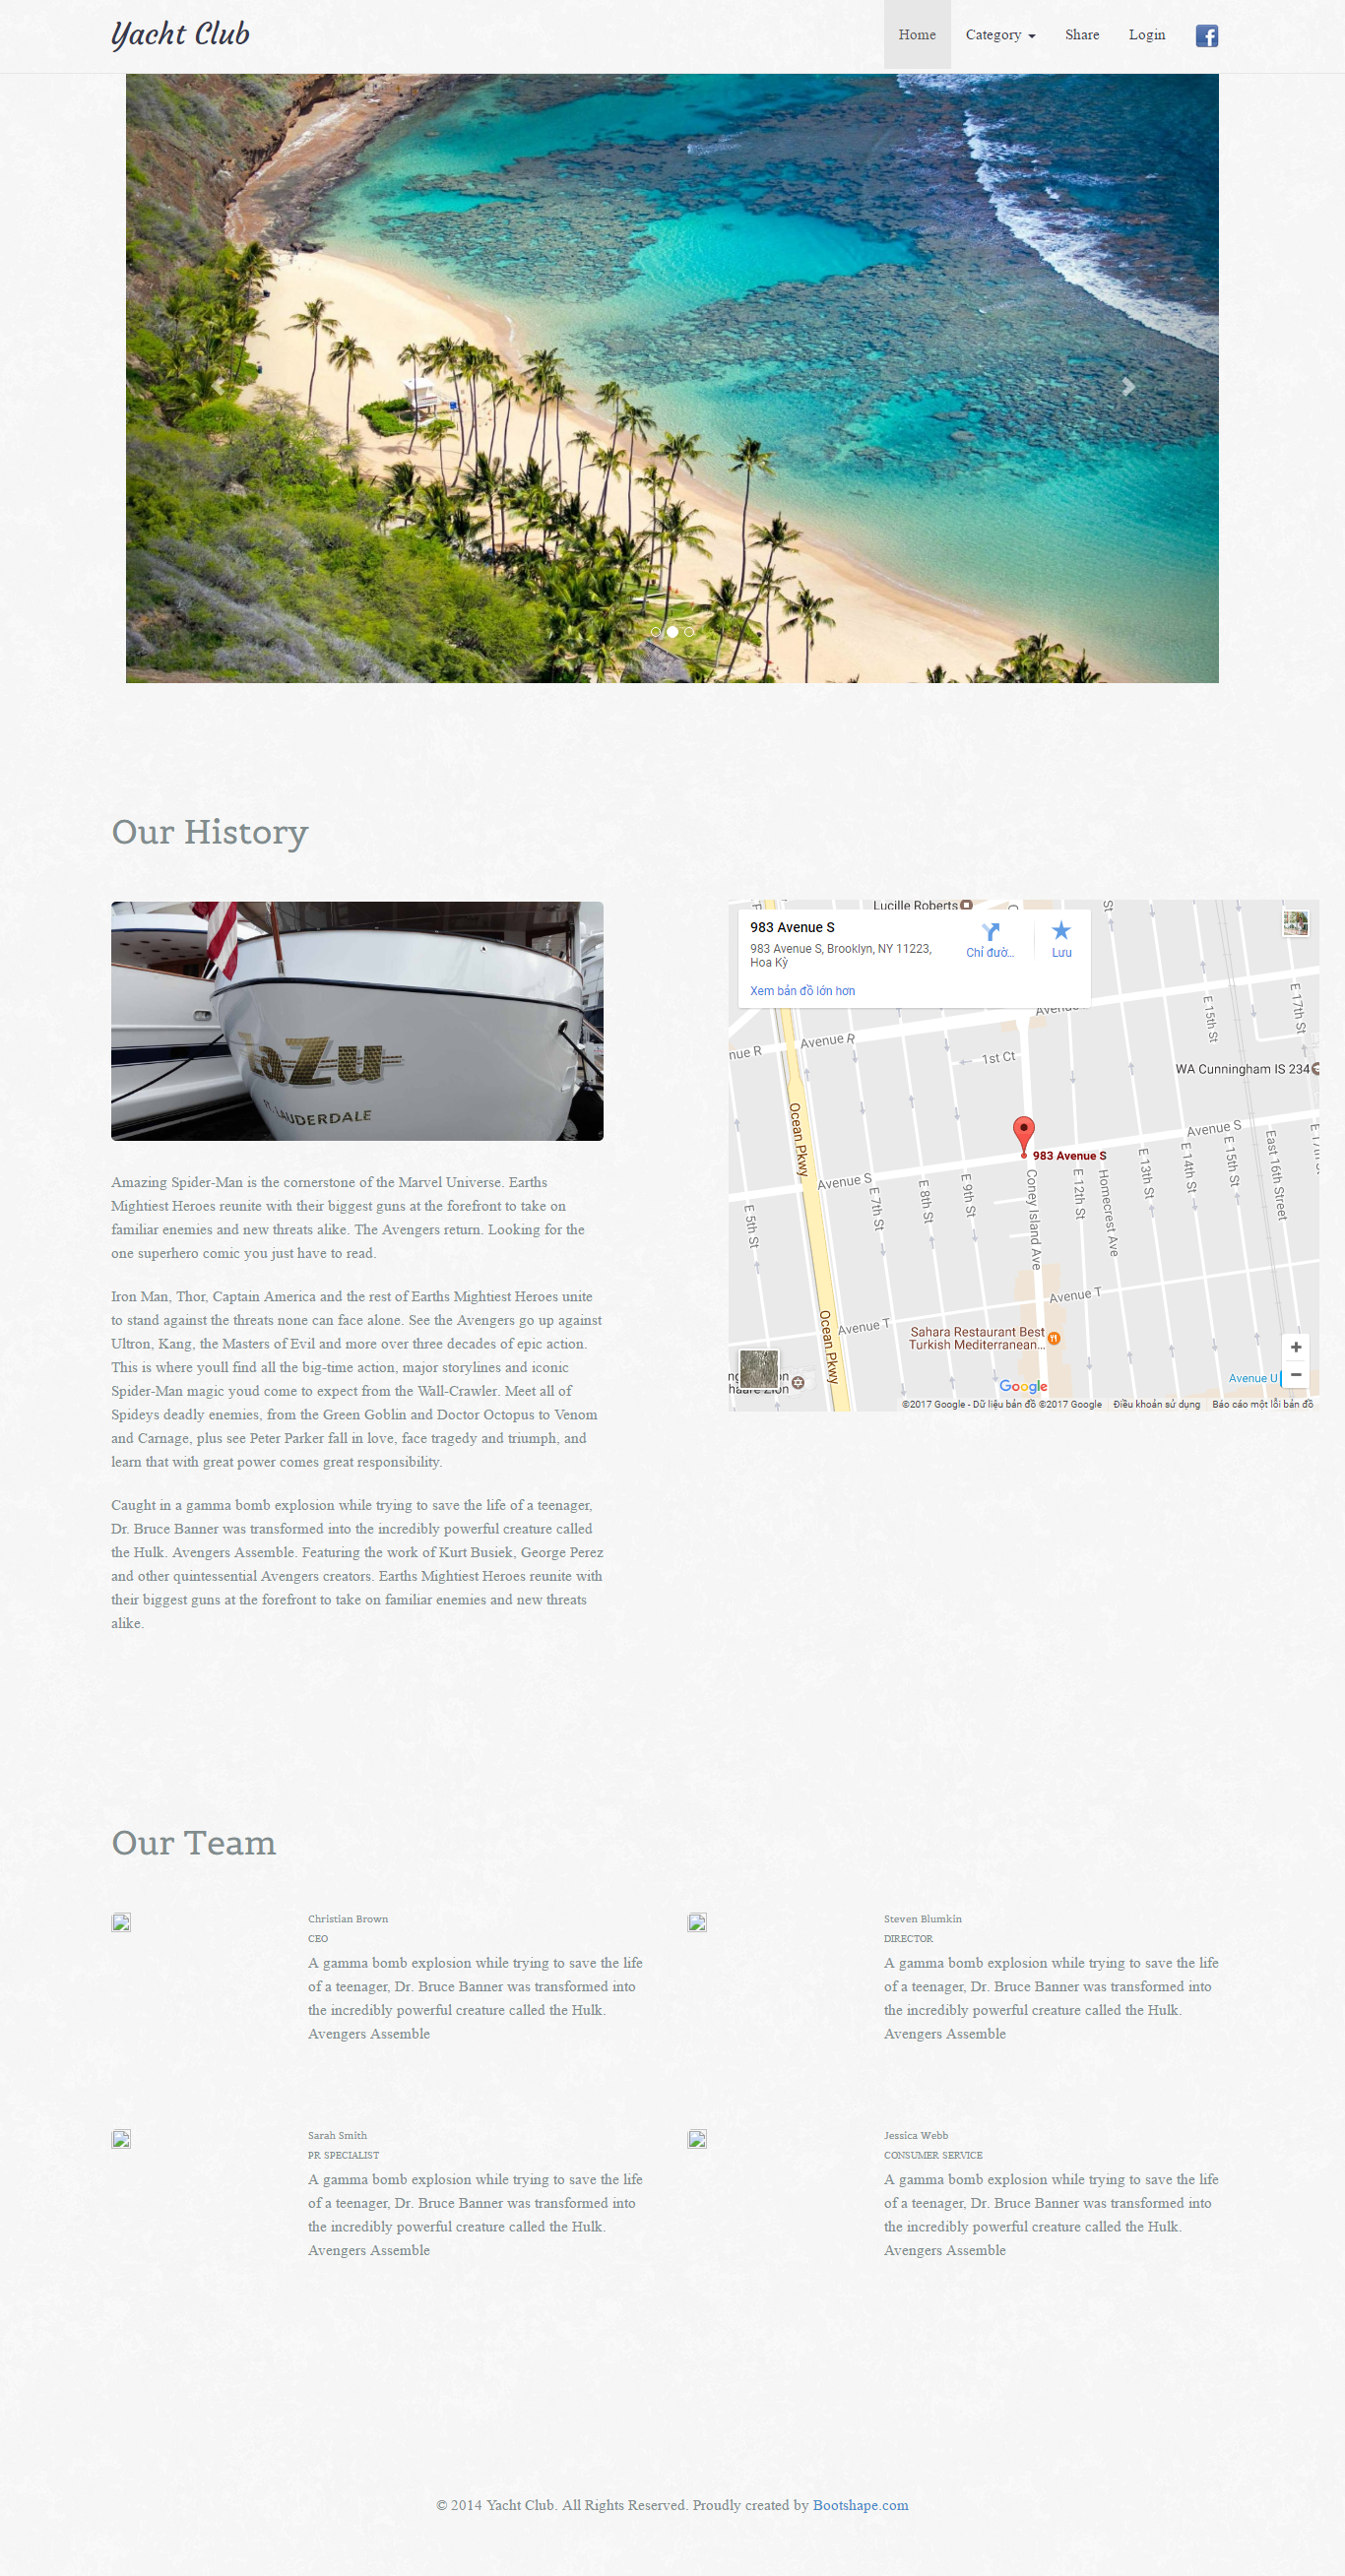 Yacht Club
Home
Category
Share
Login
Our History
ZaZu
FT. LAUDERDALE
Amazing Spider-Man is the cornerstone of the Marvel Universe. Earths
Mightiest Heroes reunite with their biggest guns at the forefront to take on
familiar enemies and new threats alike. The Avengers return. Looking for the
one superhero comic you just have to read.
Iron Man, Thor, Captain America and the rest of Earths Mightiest Heroes unite
to stand against the threats none can face alone. See the Avengers go up against
Ultron, Kang, the Masters of Evil and more over three decades of epic action.
This is where youll find all the big-time action, major storylines and iconic
Spider-Man magic youd come to expect from the Wall-Crawler. Meet all of
Spideys deadly enemies, from the Green Goblin and Doctor Octopus to Venom
and Carnage, plus see Peter Parker fall in love, face tragedy and triumph, and
learn that with great power comes great responsibility.
Caught in a gamma bomb explosion while trying to save the life of a teenager,
Dr. Bruce Banner was transformed into the incredibly powerful creature called
the Hulk. Avengers Assemble. Featuring the work of Kurt Busiek, George Perez
and other quintessential Avengers creators. Earths Mightiest Heroes reunite with
their biggest guns at the forefront to take on familiar enemies and new threats
alike.
Lucille Roberts
983 Avenue S
983 Avenue S, Brooklyn, NY 11223,
Hoa Kỳ
Xem bản đồ lớn hơn
Chỉ đườ...
Lưu
E 17th St
E 15th St
nue R
Avenue R
1st Ct
WA Cunningham IS 234
Ocean Pkwy
983 Avenue S
Avenue S
Avenue S
E 5th St
E 7th St
E 8th St
E 9th St
Coney Island Ave
E 12th St
Homecrest Ave
E 13th St
E 14th St
E 15th St
East 16th Street
Avenue T
Avenue T
Ocean Pkwy
Sahara Restaurant Best
Turkish Mediterranean...
Avenue U
Google
©2017 Google - Dữ liệu bản đồ ©2017 Google
Điều khoản sử dụng
Báo cáo một lỗi bản đồ
Our Team
Christian Brown
CEO
A gamma bomb explosion while trying to save the life
of a teenager, Dr. Bruce Banner was transformed into
the incredibly powerful creature called the Hulk.
Avengers Assemble
Steven Blumkin
DIRECTOR
A gamma bomb explosion while trying to save the life
of a teenager, Dr. Bruce Banner was transformed into
the incredibly powerful creature called the Hulk.
Avengers Assemble
Sarah Smith
PR SPECIALIST
A gamma bomb explosion while trying to save the life
of a teenager, Dr. Bruce Banner was transformed into
the incredibly powerful creature called the Hulk.
Avengers Assemble
Jessica Webb
CONSUMER SERVICE
A gamma bomb explosion while trying to save the life
of a teenager, Dr. Bruce Banner was transformed into
the incredibly powerful creature called the Hulk.
Avengers Assemble
© 2014 Yacht Club. All Rights Reserved. Proudly created by Bootshape.com